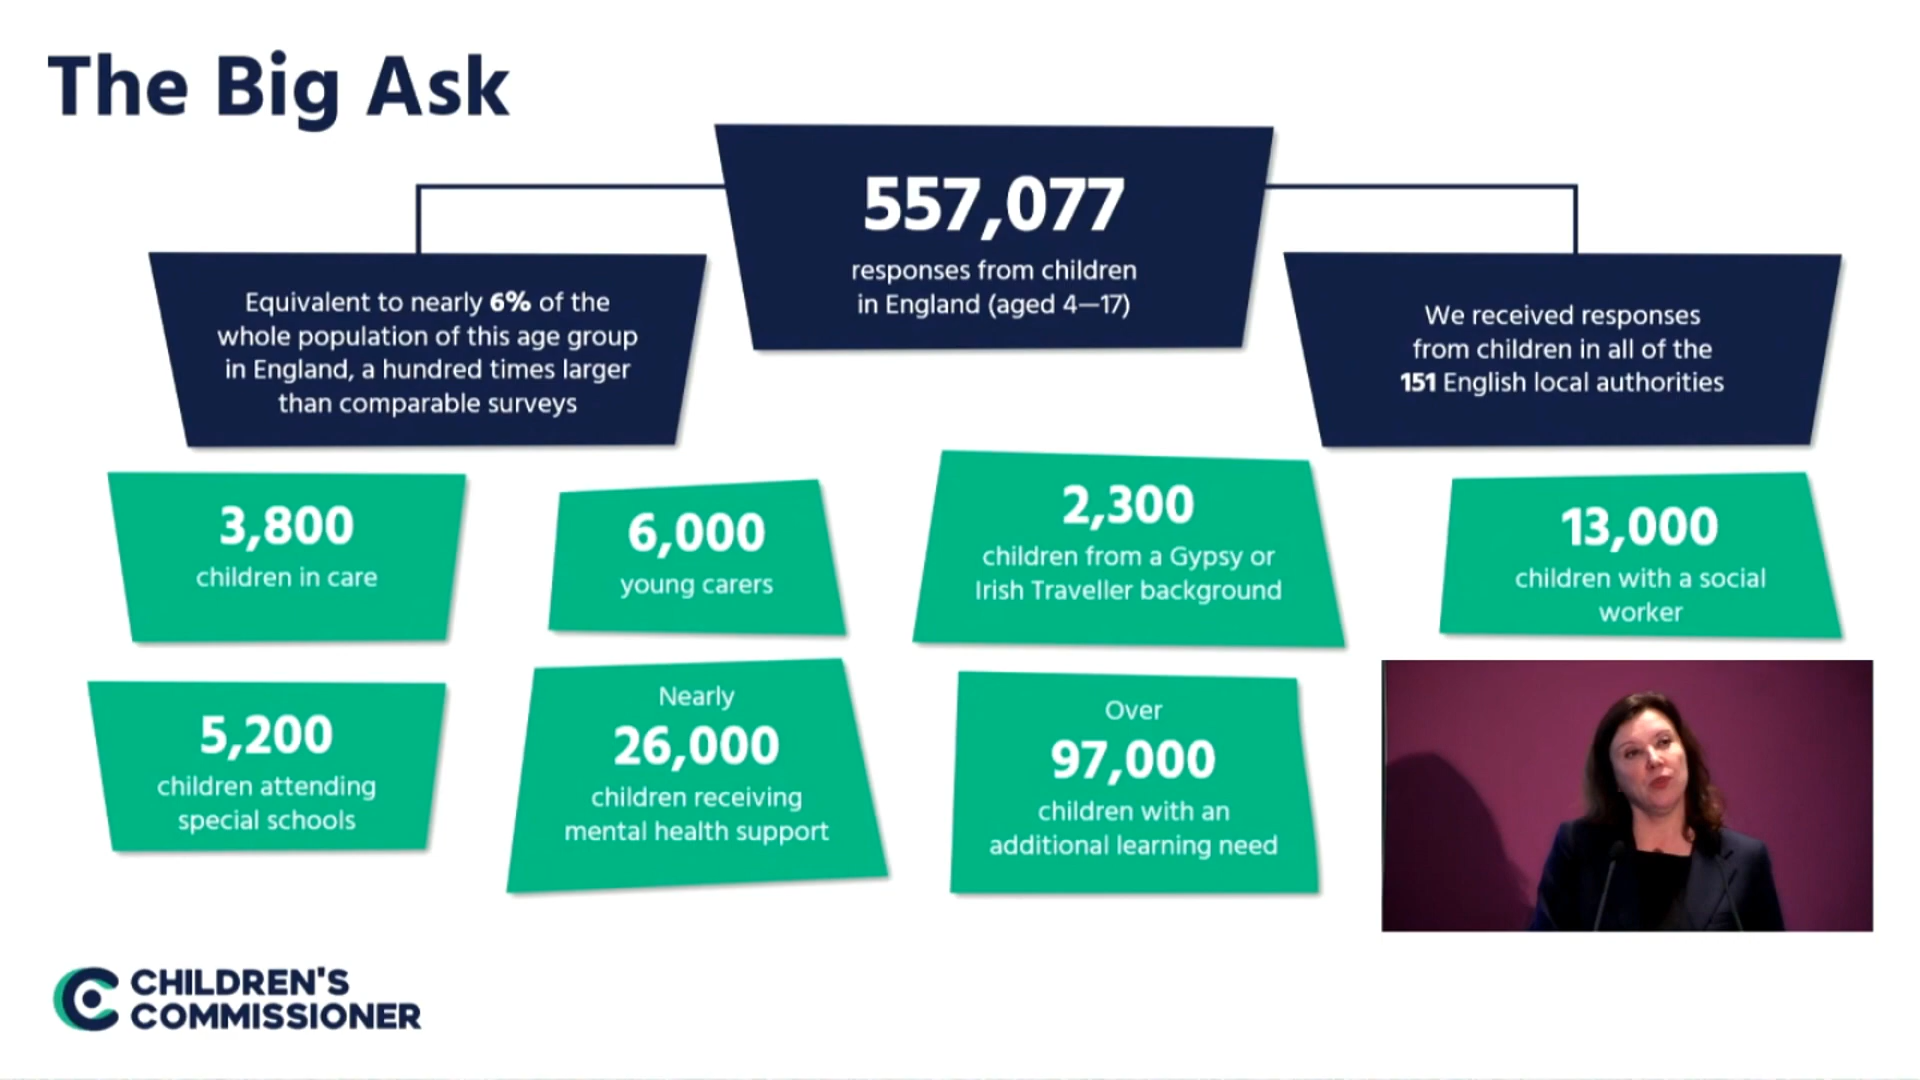 The Big Ask
557,077
responses from children
in England (aged 4—17)
Equivalent to nearly 6% of the
whole population of this age group
in England, a hundred times larger
than comparable surveys
We received responses
from children in all of the
151 English local authorities
3,800
children in care
6,000
young carers
2,300
children from a Gypsy or
Irish Traveller background
13,000
children with a social
worker
5,200
children attending
special schools
Nearly
26,000
children receiving
mental health support
Over
97,000
children with an
additional learning need
CHILDREN'S
COMMISSIONER